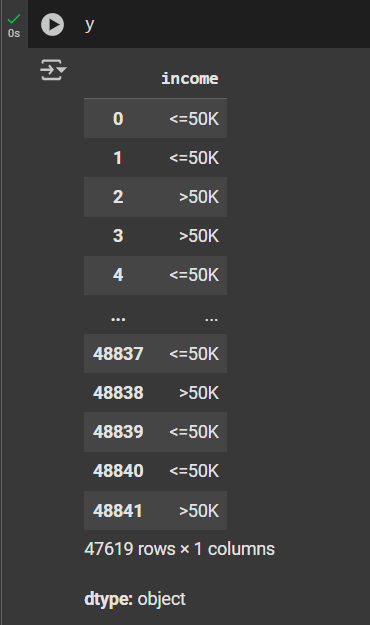 y
0s
income
0 <=50K
1 <=50K
2 >50K
3 >50K
4 <=50K
... ...
48837 <=50K
48838 >50K
48839 <=50K
48840 <=50K
48841 >50K
47619 rows × 1 columns
dtype: object